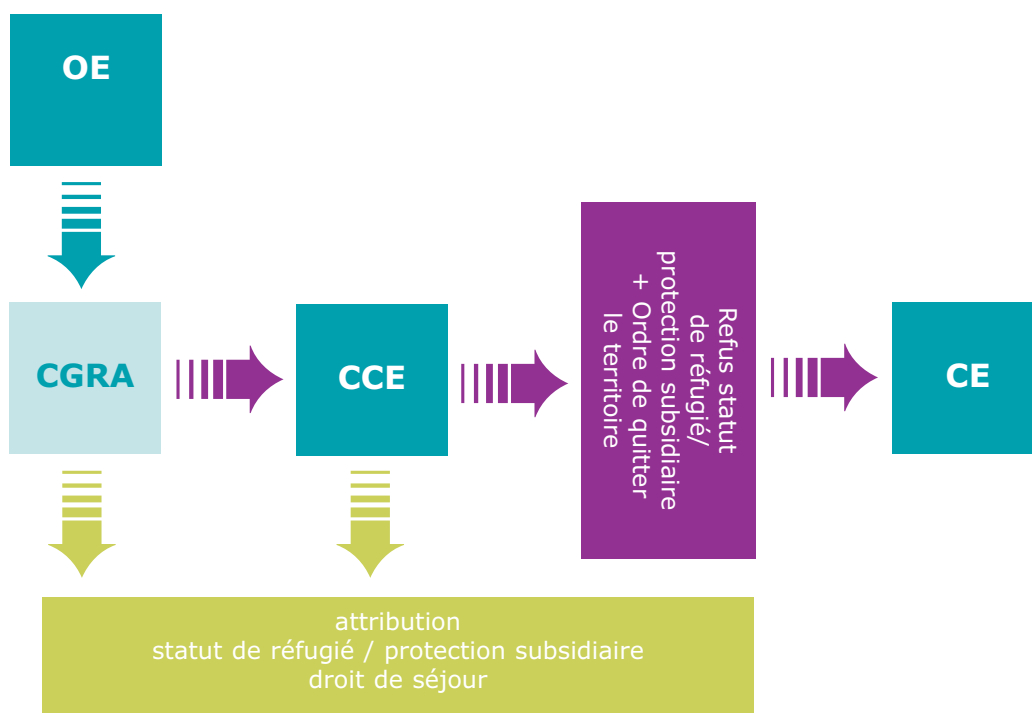 OE
CGRA
CCE
Refus statut
de réfugié/
protection subsidiaire
+ Ordre de quitter
le territoire
CE
attribution
statut de réfugié / protection subsidiaire
droit de séjour